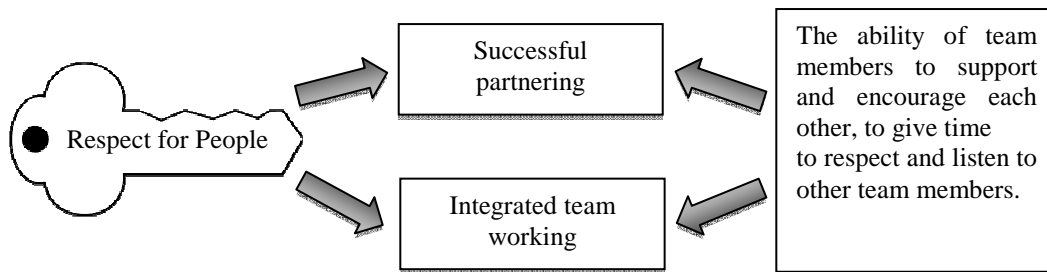 Respect for People
Successful
partnering
Integrated team
working
The ability of team
members to support
and encourage each
other, to give time
to respect and listen to
other team members.